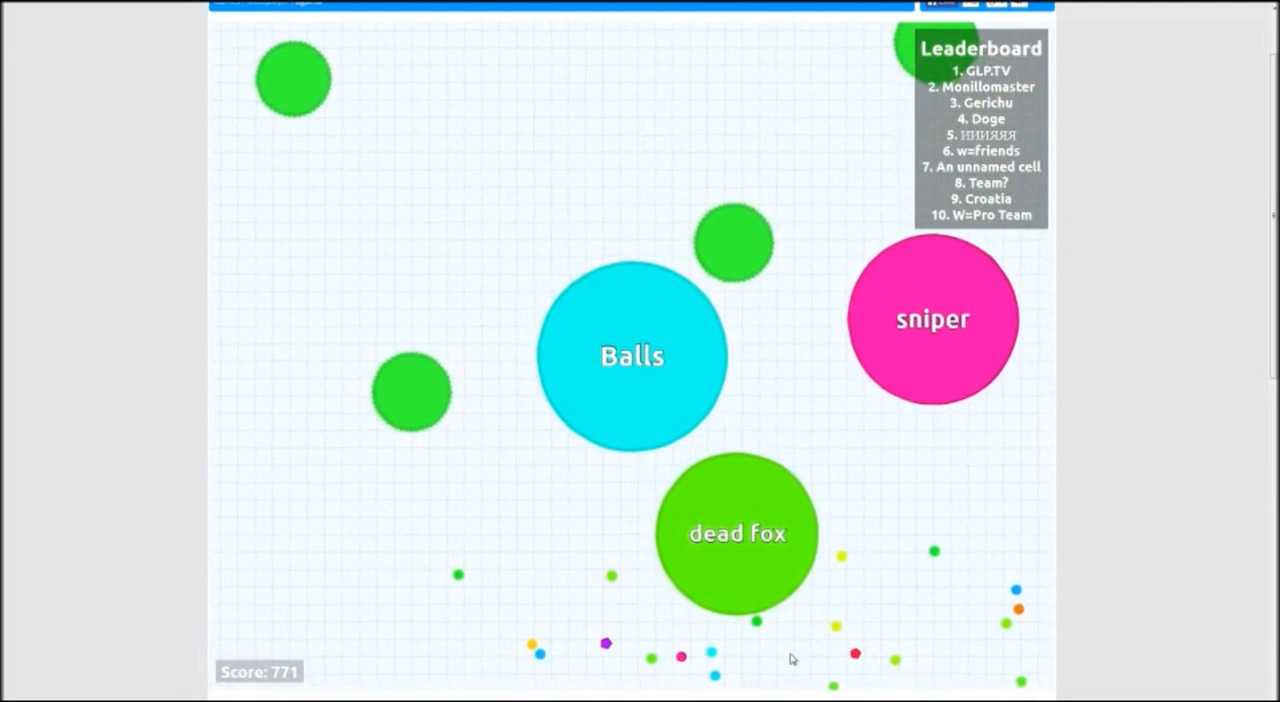 Leaderboard
1. GLP.TV
2. Monillomaster
3. Gerichu
4. Doge
5. ИИИЯЯЯ
6. w=friends
7. An unnamed cell
8. Team?
9. Croatia
10. W=Pro Team
sniper
Balls
dead fox
Score: 771